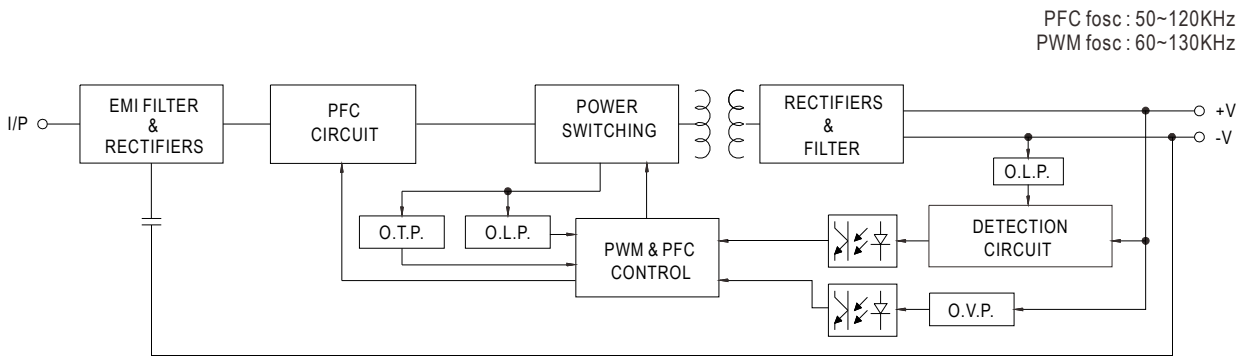 PFC fosc : 50~120KHz
PWM fosc : 60~130KHz
I/P
EMI FILTER
&
RECTIFIERS
PFC
CIRCUIT
POWER
SWITCHING
RECTIFIERS
&
FILTER
+V
-V
O.L.P.
O.T.P.
O.L.P.
PWM & PFC
CONTROL
DETECTION
CIRCUIT
O.V.P.